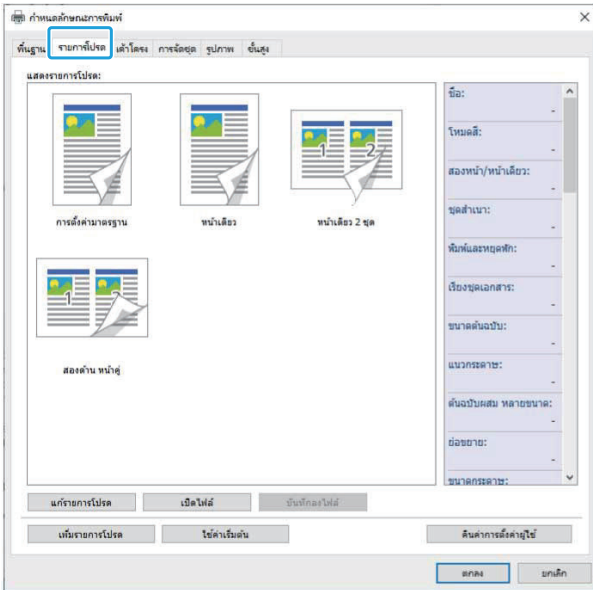 กำหนดลักษณะการพิมพ์
พื้นฐาน รายการโปรด เค้าโครง การจัดชุด รูปภาพ ขั้นสูง
แสดงรายการโปรด:
การตั้งค่ามาตรฐาน
หน้าเดียว
1 2
หน้าเดียว 2 ชุด
1 2
สองด้าน หน้าคู่
ชื่อ:
-
โหมดสี:
-
สองหน้า/หน้าเดียว:
-
ชุดสำเนา:
-
พิมพ์และหยุดพัก:
-
เรียงชุดเอกสาร:
-
ขนาดต้นฉบับ:
-
แนวกระดาษ:
-
ต้นฉบับผสม หลายขนาด:
-
ย่อขยาย:
-
ขนาดกระดาษ:
แก้รายการโปรด เปิดไฟล์ บันทึกลงไฟล์
เพิ่มรายการโปรด ใช้ค่าเริ่มต้น คืนค่าการตั้งค่าผู้ใช้
ตกลง ยกเลิก